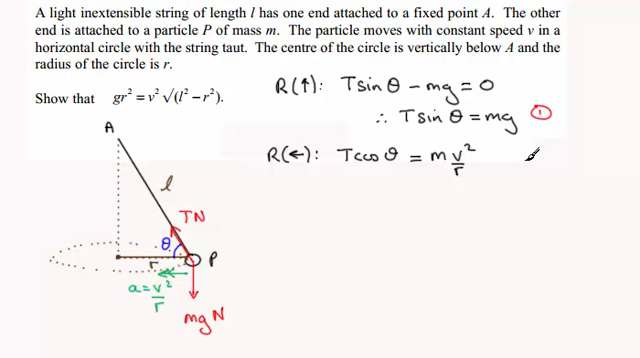 A light inextensible string of length l has one end attached to a fixed point A. The other
end is attached to a particle P of mass m. The particle moves with constant speed v in a
horizontal circle with the string taut. The centre of the circle is vertically below A and the
radius of the circle is r.
R(↑): T sin θ - mg = 0
Show that gr² = v² √(l² – r²).
∴ T sin θ = mg ①
A
R(←): T cos θ = m v²/r
l
TN
θ
r
P
a = v²/r
mg N